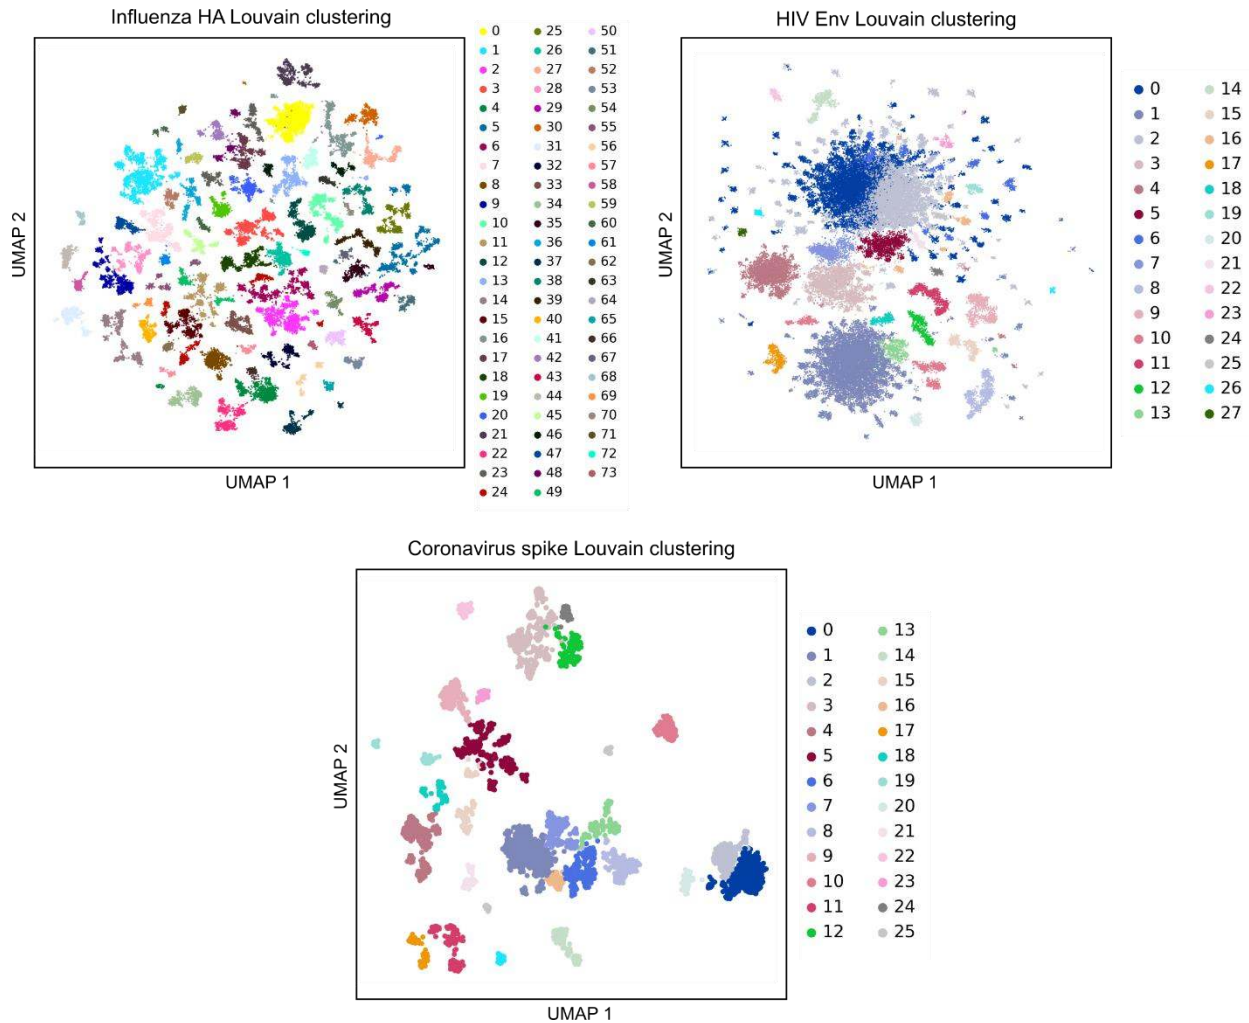 Influenza HA Louvain clustering
UMAP 2
UMAP 1
0 25 50
1 26 51
2 27 52
3 28 53
4 29 54
5 30 55
6 31 56
7 32 57
8 33 58
9 34 59
10 35 60
11 36 61
12 37 62
13 38 63
14 39 64
15 40 65
16 41 66
17 42 67
18 43 68
19 44 69
20 45 70
21 46 71
22 47 72
23 48 73
24 49
HIV Env Louvain clustering
UMAP 2
UMAP 1
0 14
1 15
2 16
3 17
4 18
5 19
6 20
7 21
8 22
9 23
10 24
11 25
12 26
13 27
Coronavirus spike Louvain clustering
UMAP 2
UMAP 1
0 13
1 14
2 15
3 16
4 17
5 18
6 19
7 20
8 21
9 22
10 23
11 24
12 25